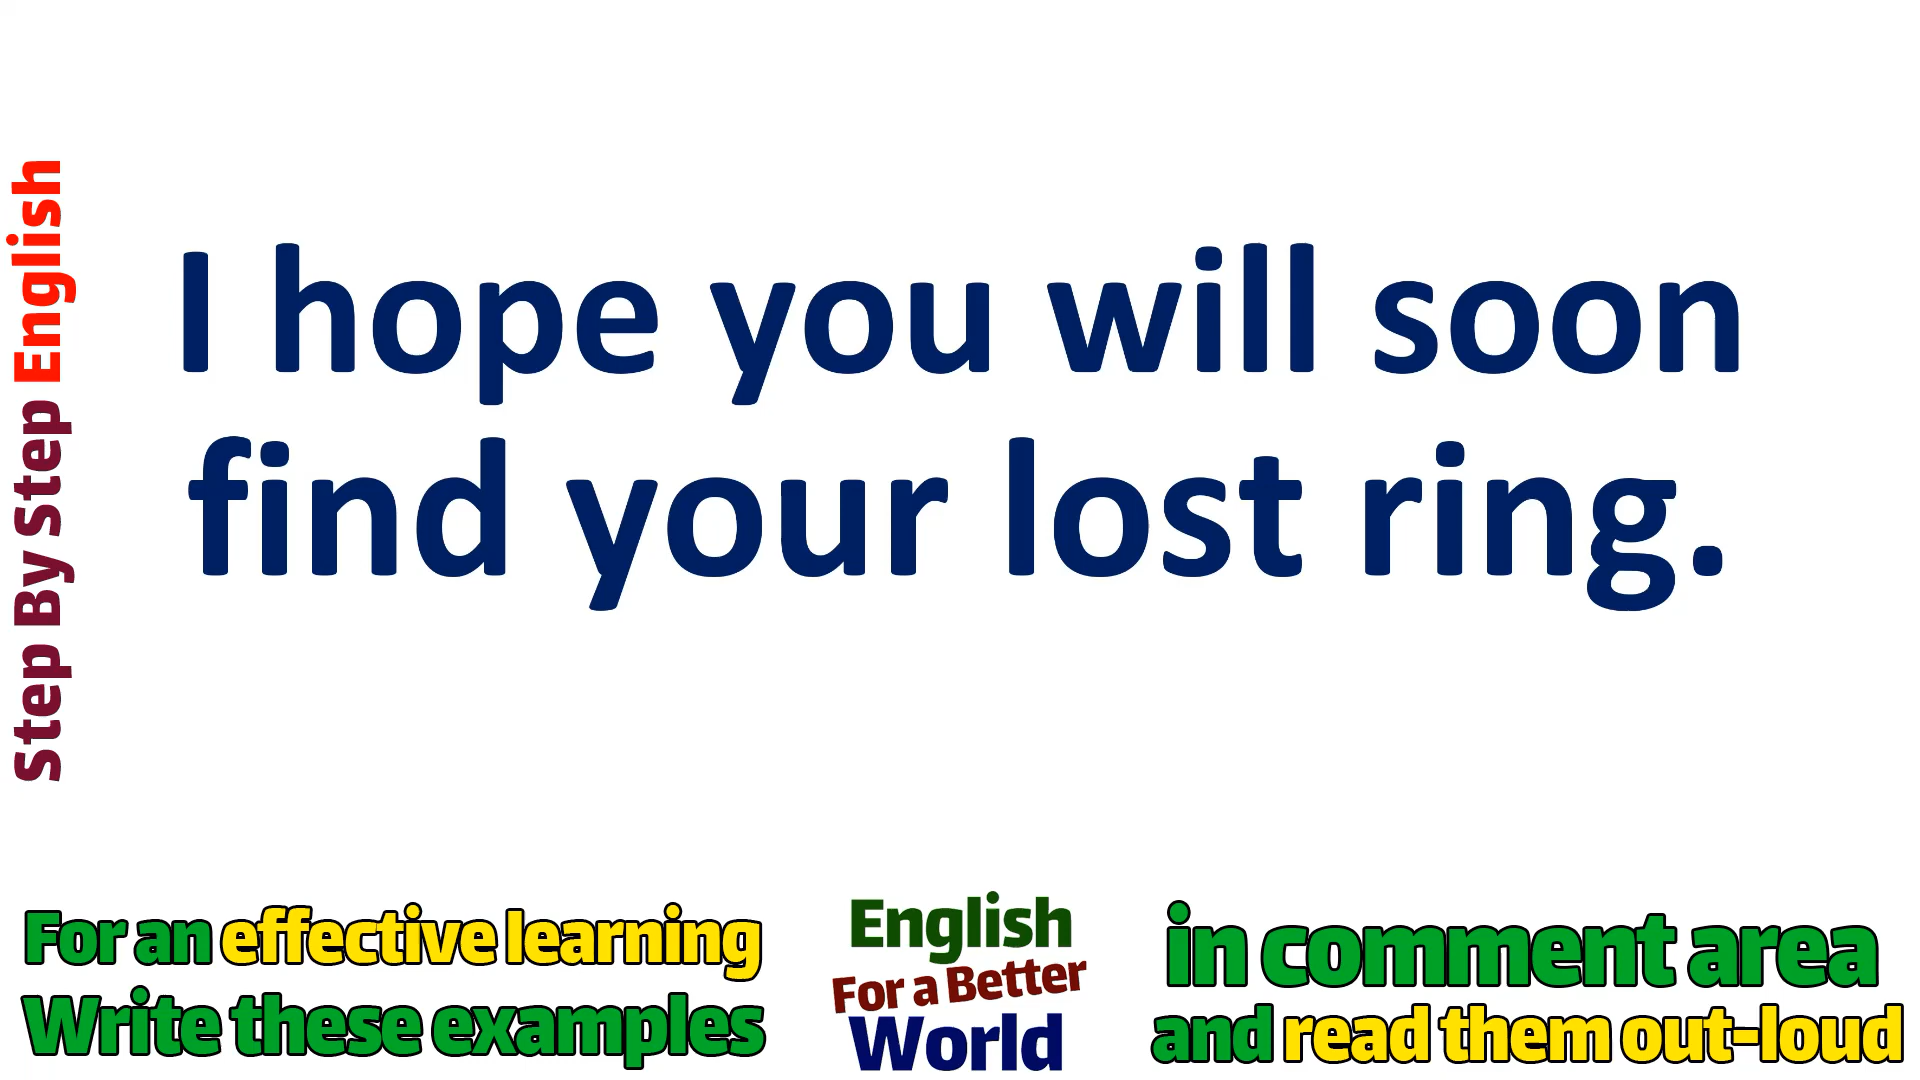 Step By Step English
I hope you will soon
find your lost ring.
For an effective learning
Write these examples
English
For a Better
World
in comment area
and read them out-loud